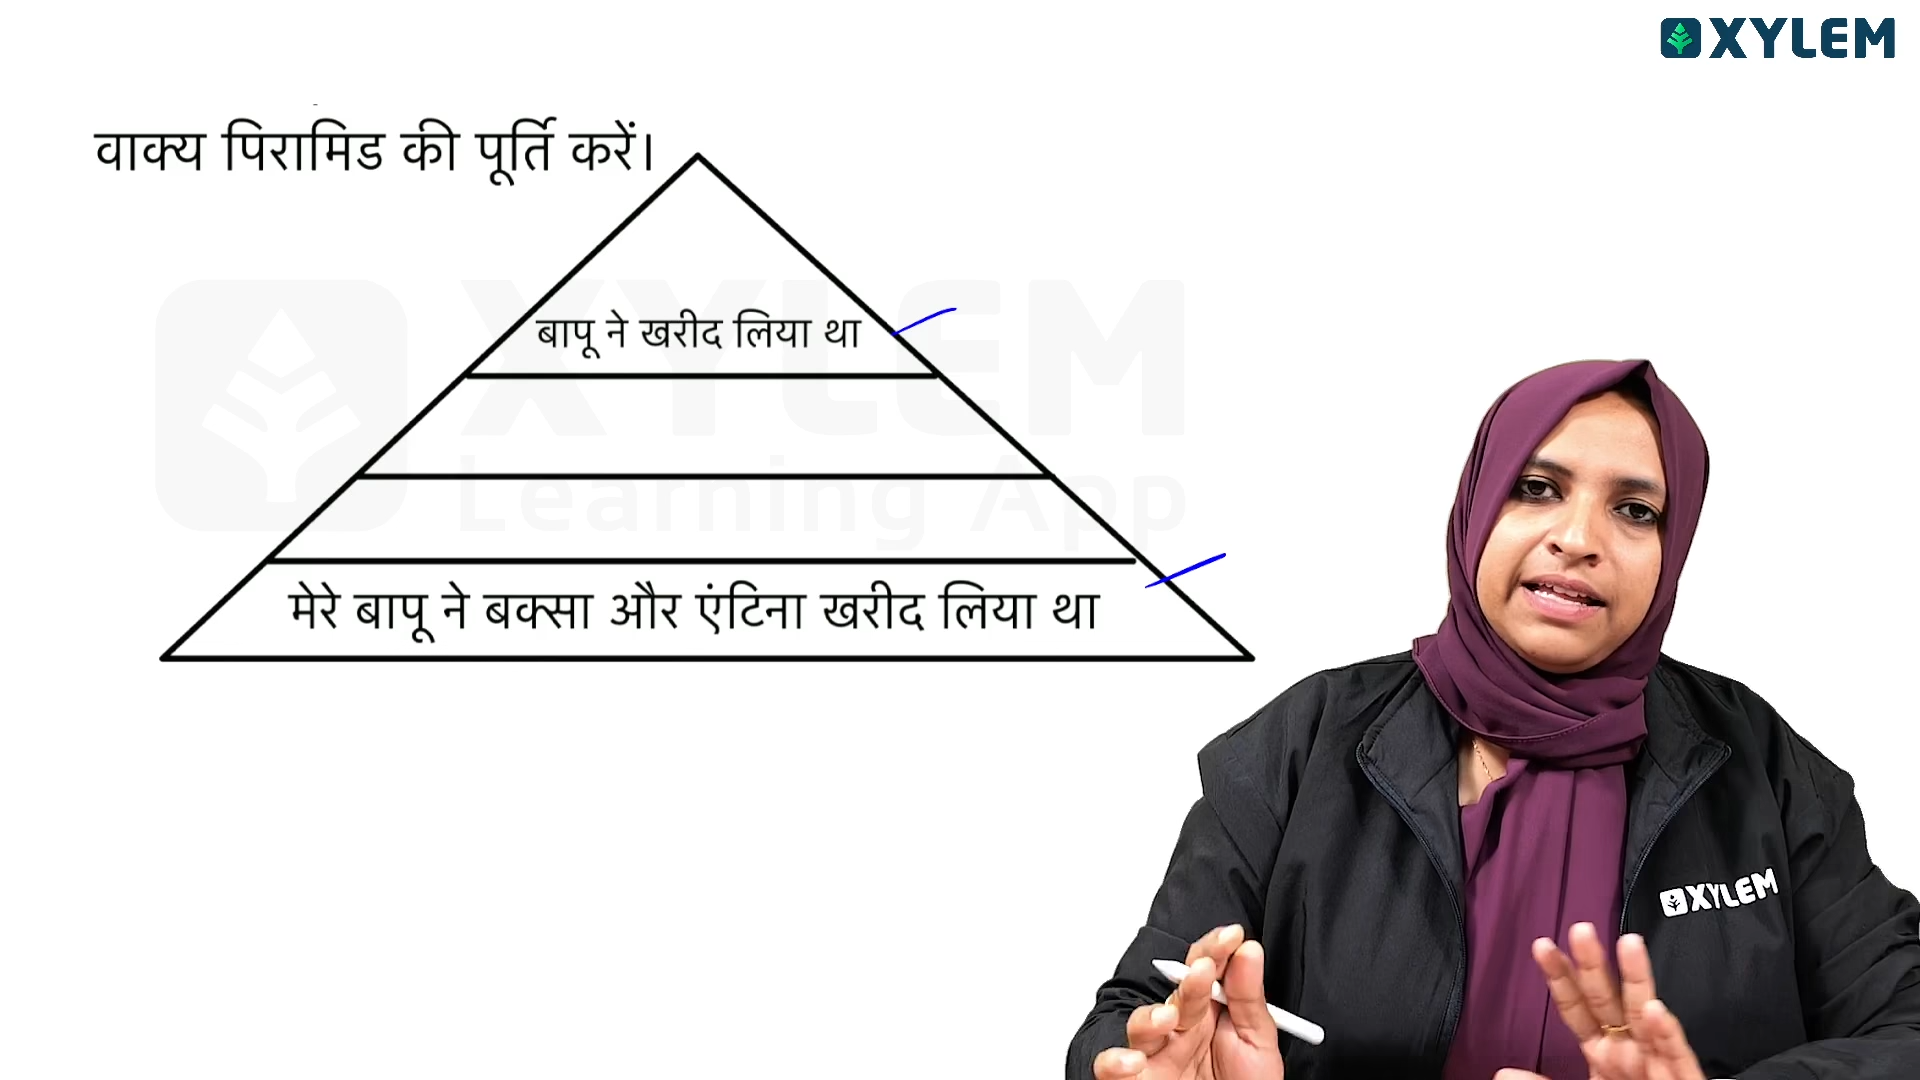 XYLEM
वाक्य पिरामिड की पूर्ति करें।
बापू ने खरीद लिया था
XYLEM
Learning App
मेरे बापू ने बक्सा और एंटिना खरीद लिया था
XYLEM